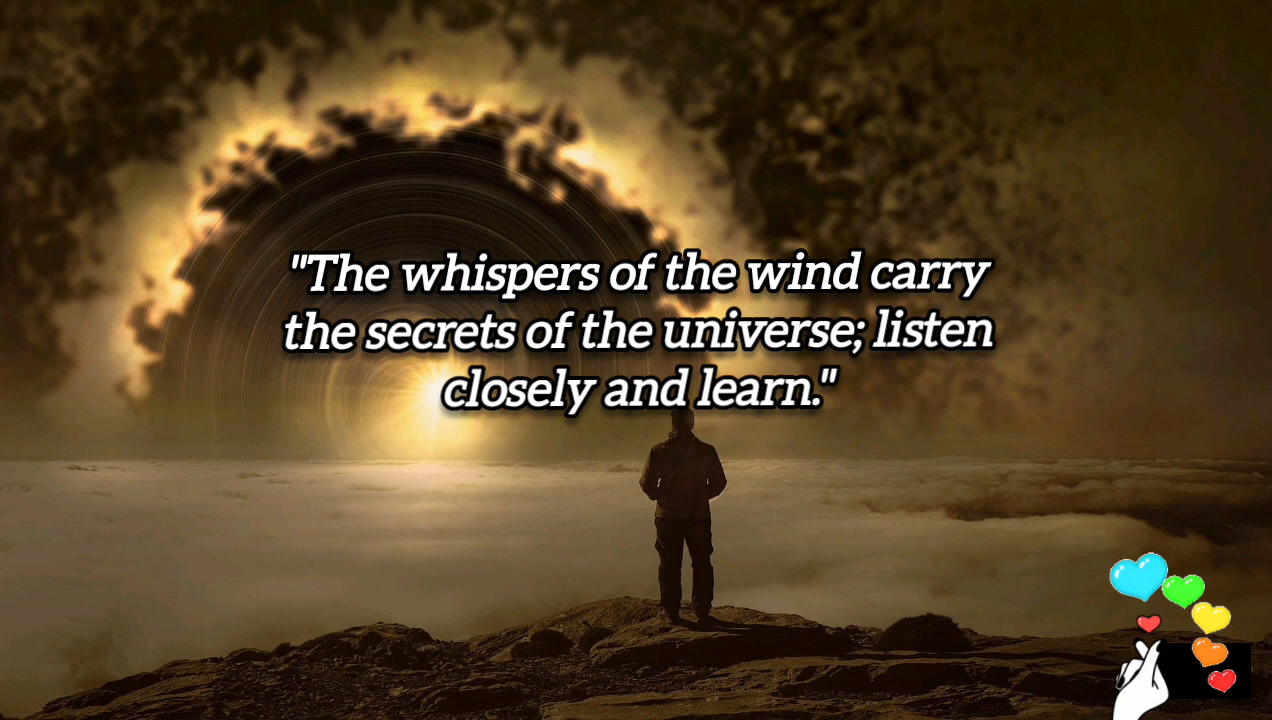 "The whispers of the wind carry
the secrets of the universe; listen
closely and learn."